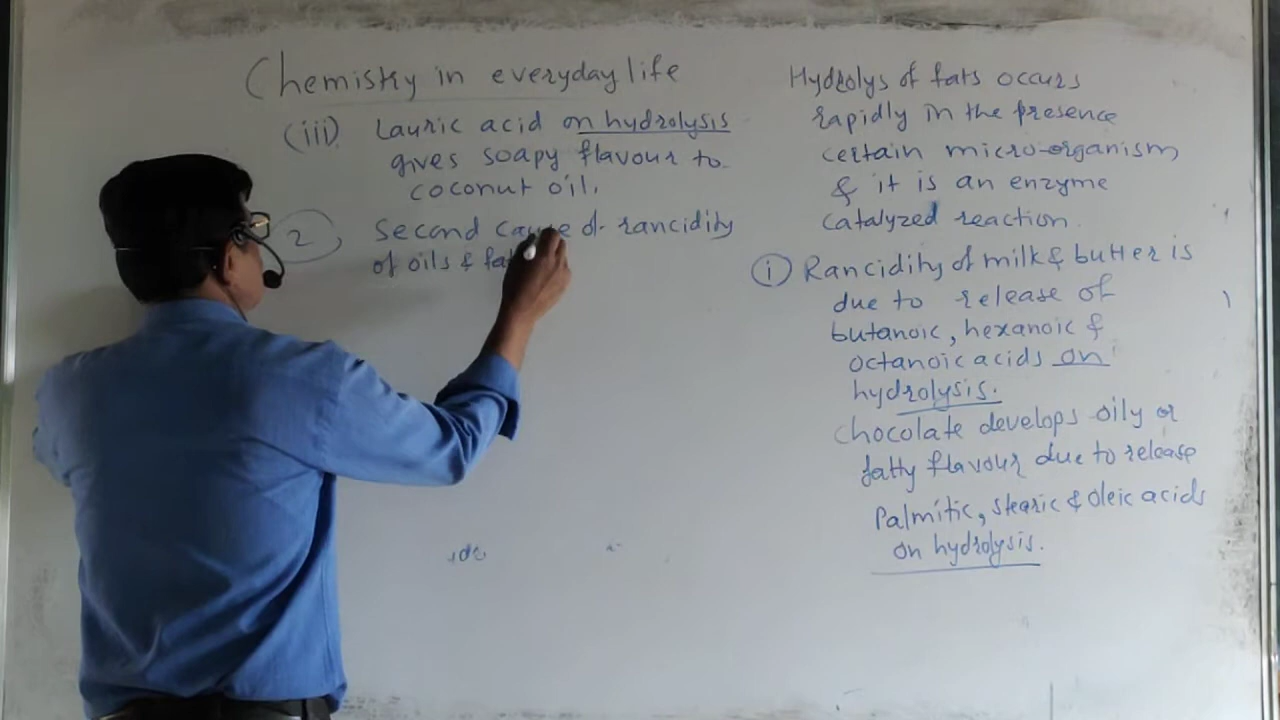 Chemistry in everyday life
(iii) Lauric acid on hydrolysis
gives soapy flavour to
coconut oil.
2, Second cause of rancidity
of oils &
Hydrolys of fats occurs
rapidly in the presence
certain micro-organism
& it is an enzyme
catalyzed reaction.
(i) Rancidity of milk & butter is
due to release of
butanoic, hexanoic &
octanoic acids on
hydrolysis.
Chocolate develops oily or
fatty flavour due to release
Palmitic, stearic & oleic acids
on hydrolysis.